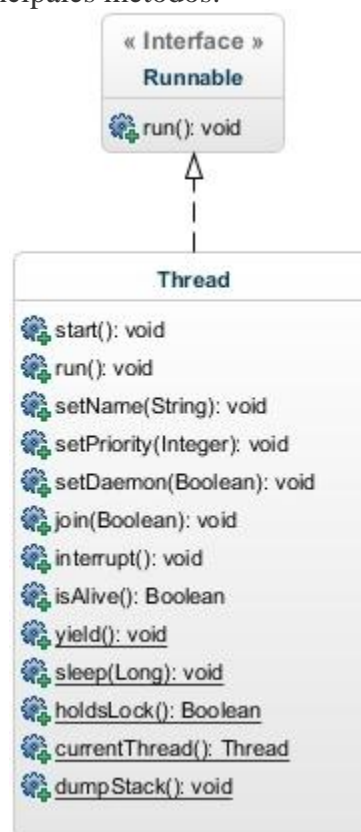 principales métodos.
« Interface »
Runnable
run(): void
Thread
start(): void
run(): void
setName(String): void
setPriority(Integer): void
setDaemon(Boolean): void
join(Boolean): void
interrupt(): void
isAlive(): Boolean
yield(): void
sleep(Long): void
holdsLock(): Boolean
currentThread(): Thread
dumpStack(): void